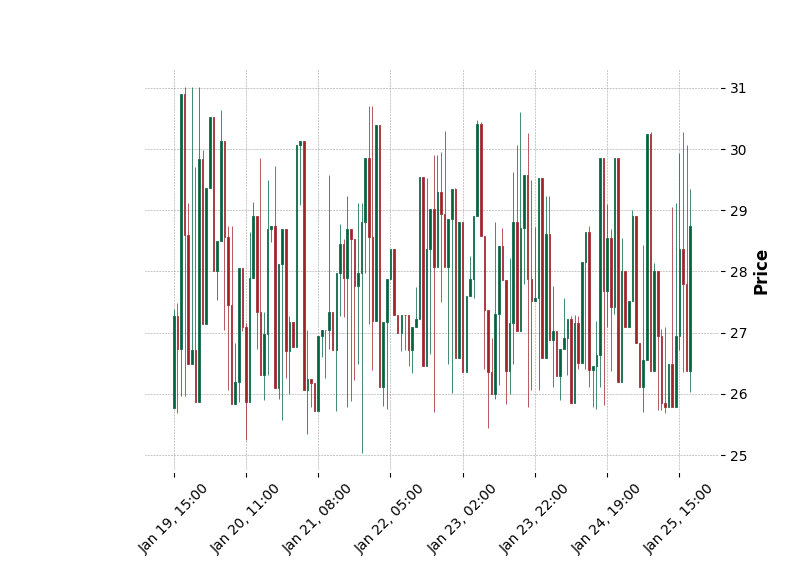 31
30
29
28
27
26
25
Price
Jan 19, 15:00
Jan 20, 11:00
Jan 21, 08:00
Jan 22, 05:00
Jan 23, 02:00
Jan 23, 22:00
Jan 24, 19:00
Jan 25, 15:00